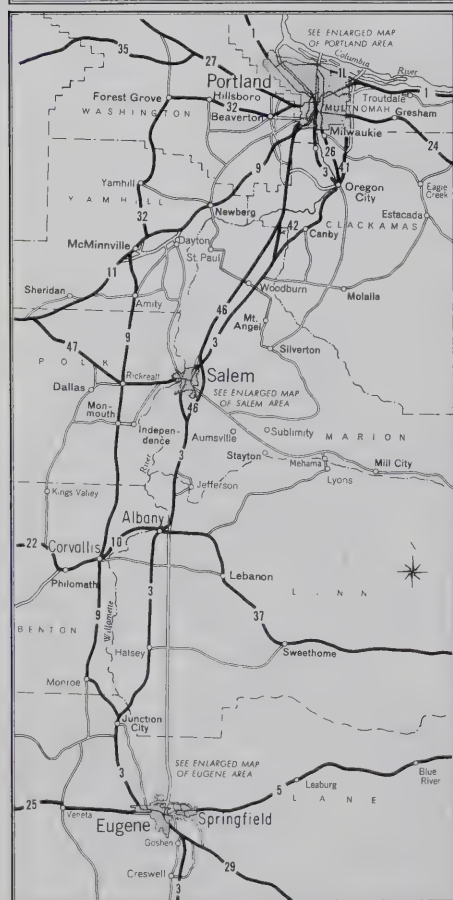 SEE ENLARGED MAP
OF PORTLAND AREA
1
35
27
Columbia
River
Portland
1L
Forest Grove
Hillsboro
32
Troutdale
1
WASHINGTON
Beaverton
MULTNOMAH
Gresham
Milwaukie
24
9
26
3
41
Yamhill
Oregon
City
Eagle
Creek
YAMHILL
Newberg
Estacada
32
42
Canby
CLACKAMAS
McMinnville
Dayton
St. Paul
11
Woodburn
Molalla
Sheridan
Amity
46
Mt.
Angel
47
9
3
Silverton
POLK
Rickreall
Salem
Dallas
SEE ENLARGED MAP
OF SALEM AREA
Mon-
mouth
46
Indepen-
dence
Aumsville
Sublimity
MARION
3
River
Stayton
Mehama
Mill City
Lyons
Kings Valley
Jefferson
Albany
22
Corvallis
10
Philomath
Lebanon
LINN
3
9
Willamette
37
BENTON
Halsey
Sweethome
Monroe
Junction
City
SEE ENLARGED MAP
OF EUGENE AREA
3
Blue
River
5
Leaburg
LANE
25
Veneta
Eugene
Springfield
Goshen
29
Creswell
3